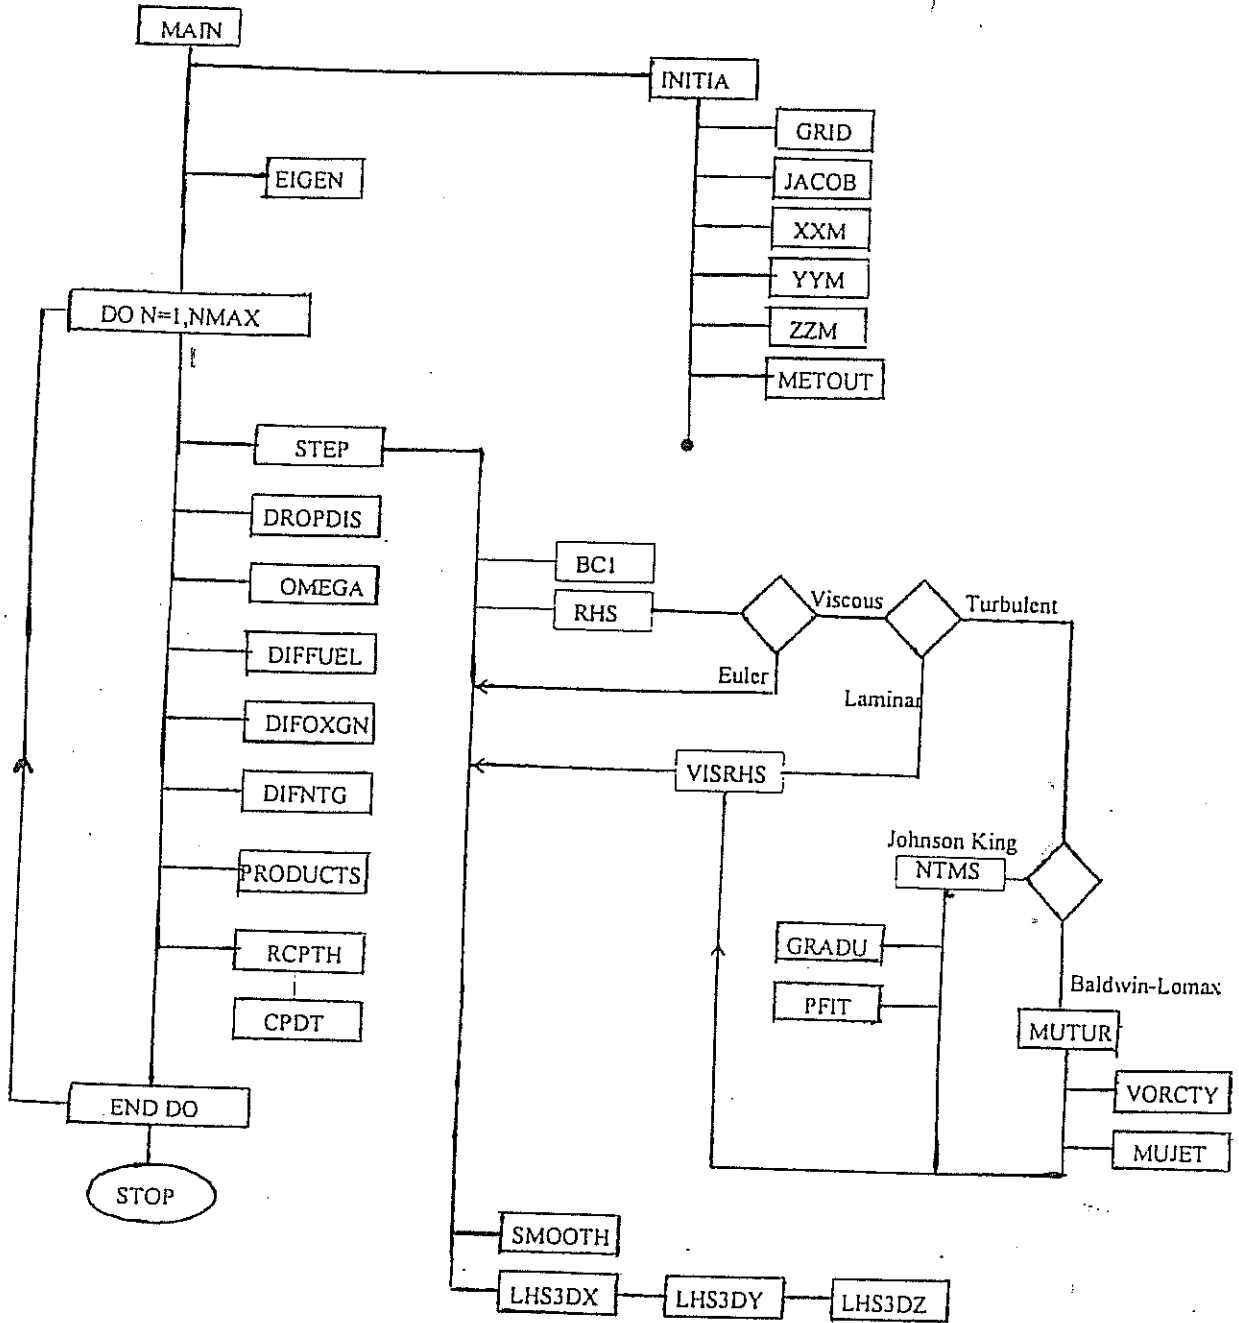 MAIN
INITIA
GRID
EIGEN
JACOB
XXM
YYM
DO N=1,NMAX
ZZM
METOUT
STEP
DROPDIS
BC1
OMEGA
RHS
Viscous
Turbulent
DIFFUEL
Euler
Laminar
DIFOXGN
VISRHS
DIFNTG
Johnson King
NTMS
PRODUCTS
RCPTH
GRADU
Baldwin-Lomax
PFIT
CPDT
MUTUR
END DO
VORCTY
MUJET
STOP
SMOOTH
LHS3DX
LHS3DY
LHS3DZ